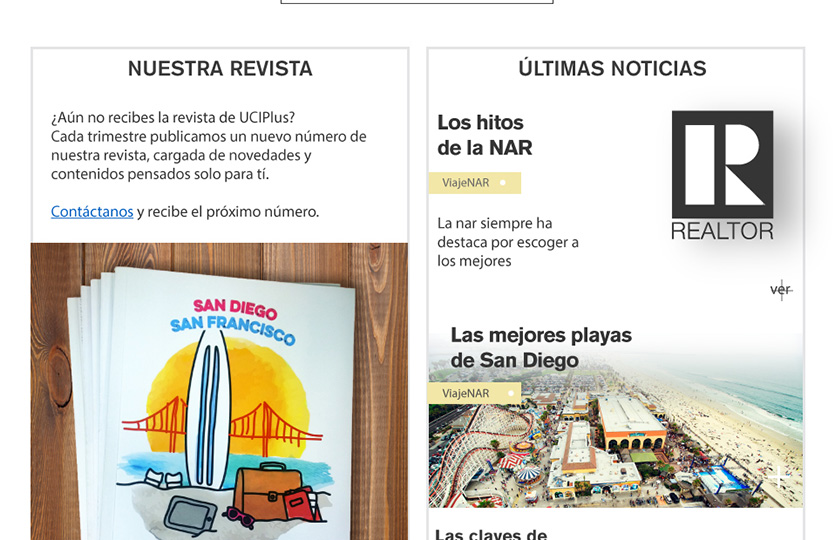 NUESTRA REVISTA
¿Aún no recibes la revista de UCIPlus?
Cada trimestre publicamos un nuevo número de
nuestra revista, cargada de novedades y
contenidos pensados solo para tí.
Contáctanos y recibe el próximo número.
SAN DIEGO
SAN FRANCISCO
ÚLTIMAS NOTICIAS
Los hitos
de la NAR
ViajeNAR
La nar siempre ha
destaca por escoger a
los mejores
REALTOR
ver
Las mejores playas
de San Diego
ViajeNAR
Las claves de